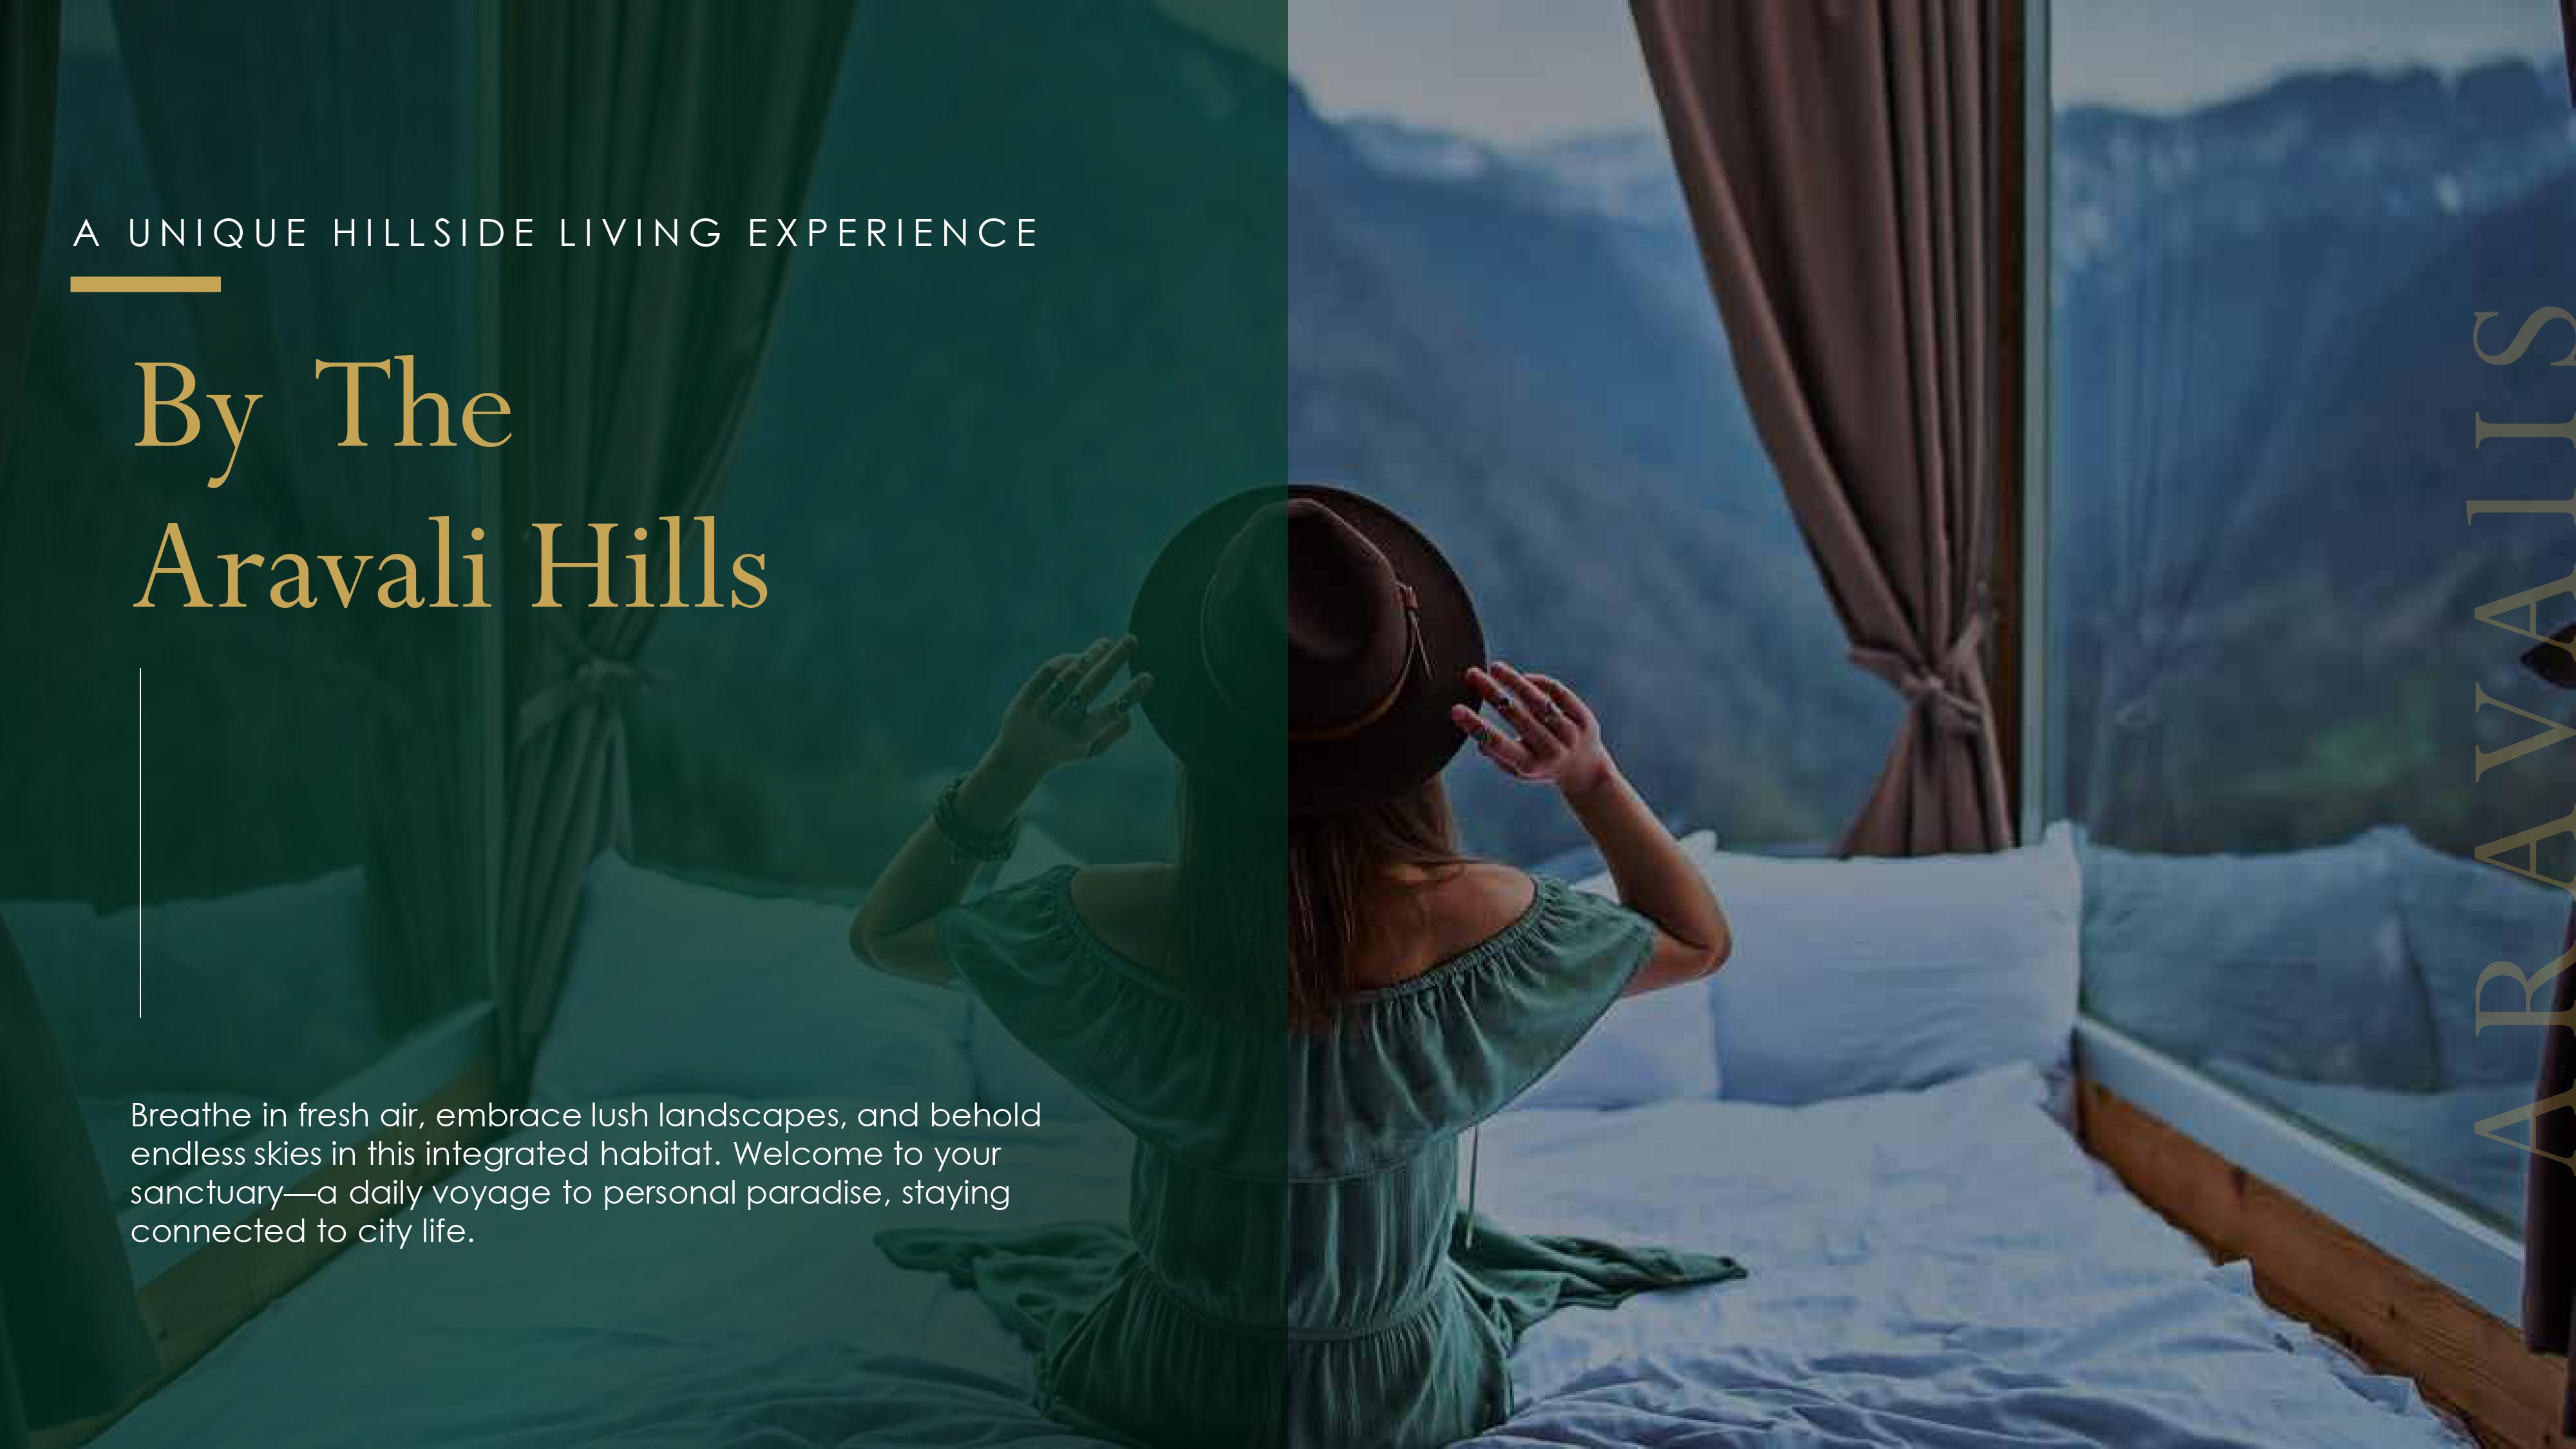 A UNIQUE HILLSIDE LIVING EXPERIENCE
By The
Aravali Hills
Breathe in fresh air, embrace lush landscapes, and behold
endless skies in this integrated habitat. Welcome to your
sanctuary—a daily voyage to personal paradise, staying
connected to city life.
ARAVAllS